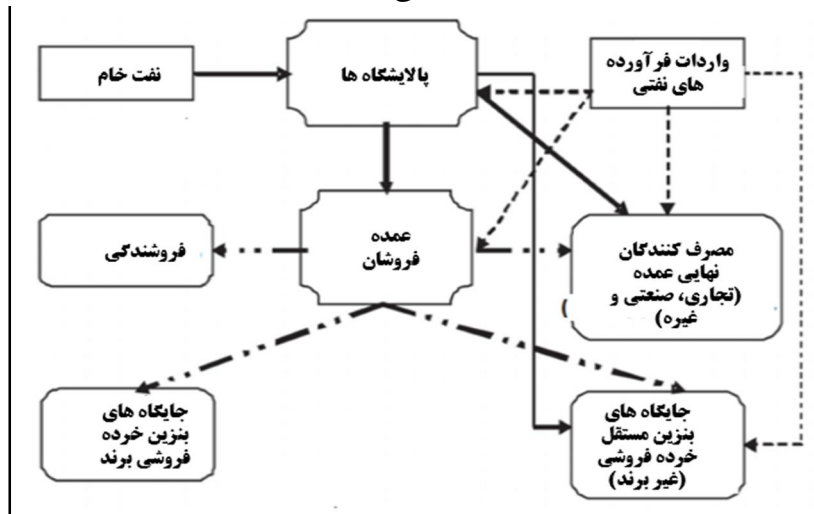 نفت خام
پالایشگاه ها
واردات فرآورده
های نفتی
فروشندگی
عمده
فروشان
مصرف کنندگان
نهایی عمده
(تجاری، صنعتی و
غیره)
جایگاه های
بنزین خرده
فروشی برند
جایگاه های
بنزین مستقل
خرده فروشی
(غیر برند)